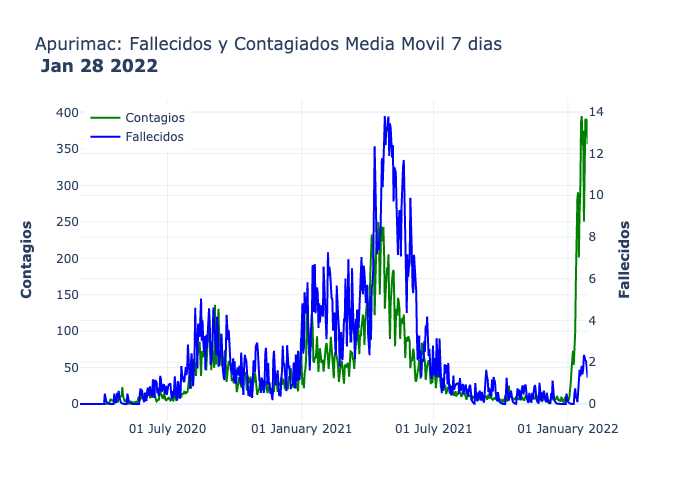 Apurimac: Fallecidos y Contagiados Media Movil 7 dias
Jan 28 2022
Contagios
Fallecidos
400
350
300
250
200
150
100
50
0
Contagios
14
12
10
8
6
4
2
0
Fallecidos
01 July 2020
01 January 2021
01 July 2021
01 January 2022